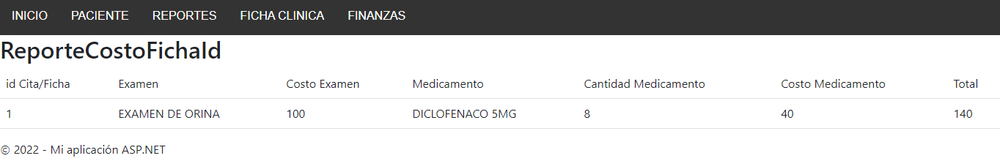 INICIO PACIENTE REPORTES FICHA CLINICA FINANZAS
ReporteCostoFichaId
id Cita/Ficha Examen Costo Examen Medicamento Cantidad Medicamento Costo Medicamento Total
1 EXAMEN DE ORINA 100 DICLOFENACO 5MG 8 40 140
© 2022 - Mi aplicación ASP.NET